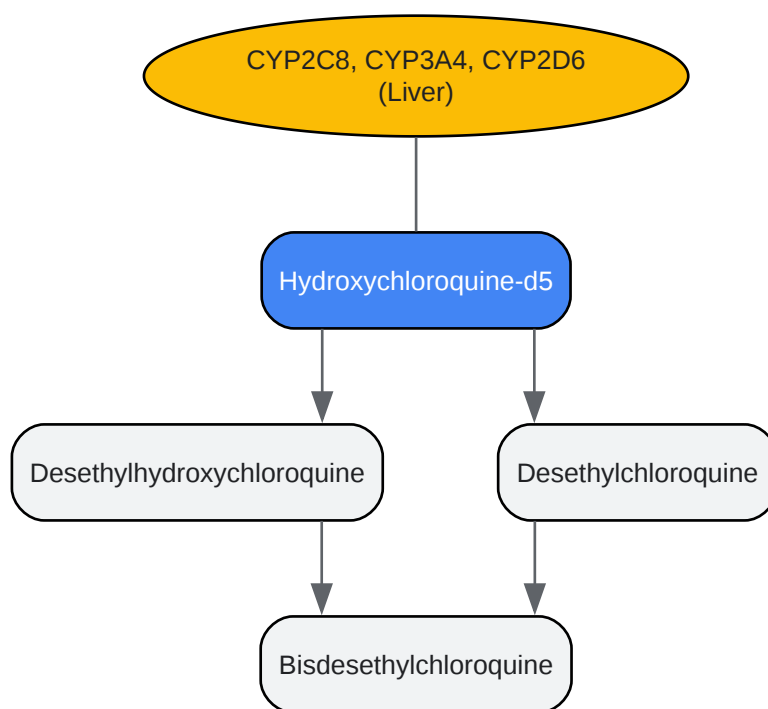 CYP2C8, CYP3A4, CYP2D6
(Liver)
Hydroxychloroquine-d5
Desethylhydroxychloroquine
Desethylchloroquine
Bisdesethylchloroquine